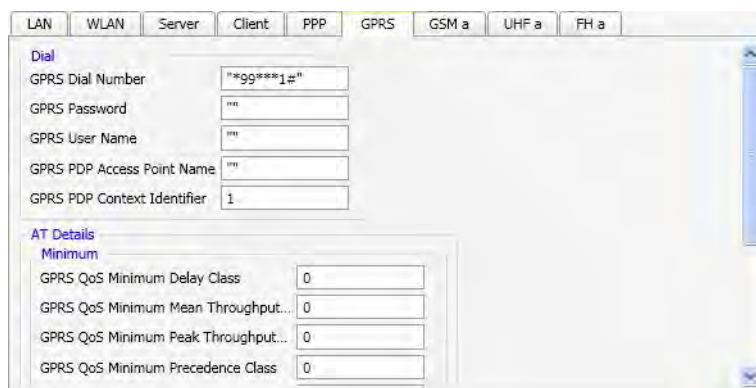 LAN WLAN Server Client PPP GPRS GSM a UHF a FH a
Dial
GPRS Dial Number "*99***1#"
GPRS Password ""
GPRS User Name ""
GPRS PDP Access Point Name ""
GPRS PDP Context Identifier 1
AT Details
Minimum
GPRS QoS Minimum Delay Class 0
GPRS QoS Minimum Mean Throughput... 0
GPRS QoS Minimum Peak Throughput... 0
GPRS QoS Minimum Precedence Class 0